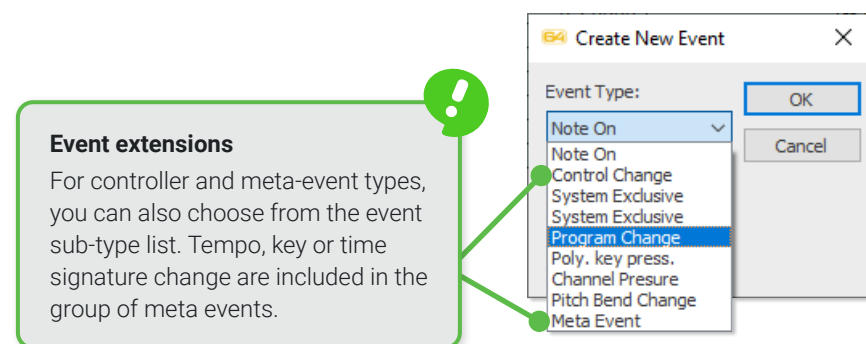 64 Create New Event
Event Type:
OK
Note On
Cancel
Note On
Control Change
System Exclusive
System Exclusive
Program Change
Poly. key press.
Channel Presure
Pitch Bend Change
Meta Event
Event extensions
For controller and meta-event types,
you can also choose from the event
sub-type list. Tempo, key or time
signature change are included in the
group of meta events.